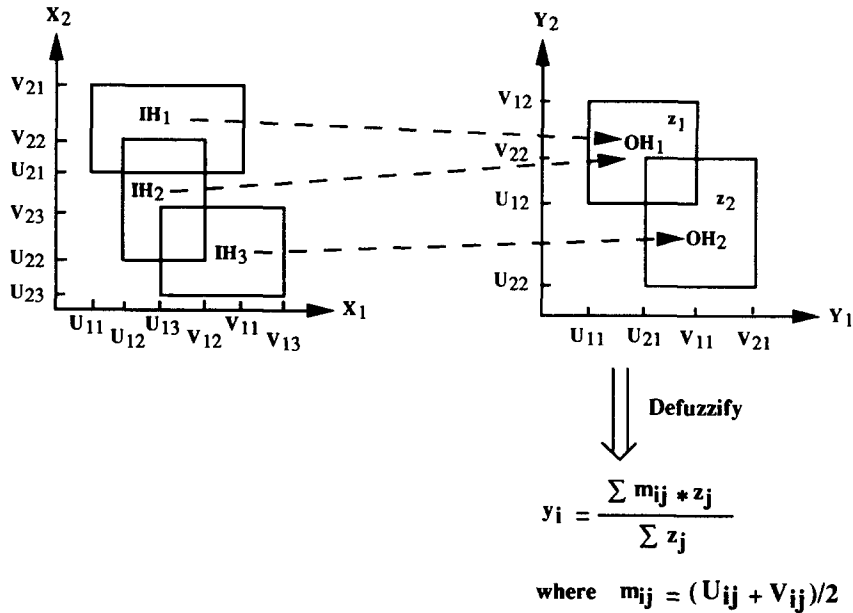 X₂
V₂₁
V₂₂
U₂₁
V₂₃
U₂₂
U₂₃
IH₁
IH₂
IH₃
U₁₁
U₁₂
U₁₃
V₁₂
V₁₁
V₁₃
X₁
Y₂
V₁₂
V₂₂
U₁₂
U₂₂
z₁
OH₁
z₂
OH₂
U₁₁
U₂₁
V₁₁
V₂₁
Y₁
Defuzzify
yᵢ = ∑ mᵢⱼ * zⱼ / ∑ zⱼ
where mᵢⱼ = (Uᵢⱼ + Vᵢⱼ)/2